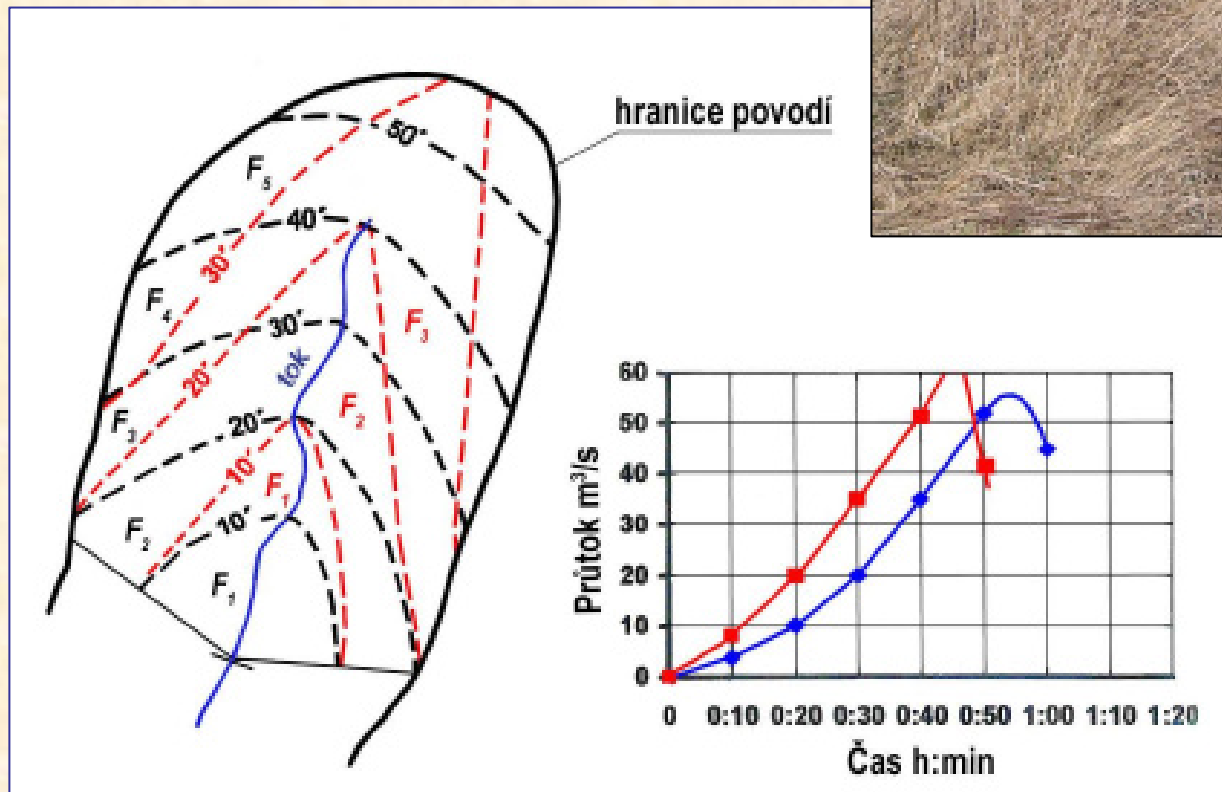 hranice povodí
50'
F5
40'
30'
F4
F3
30'
tok
20'
F2
F3
20'
10'
F1
F2
10'
F1
60
50
40
30
20
10
0
Průtok m³/s
0 0:10 0:20 0:30 0:40 0:50 1:00 1:10 1:20
Čas h:min